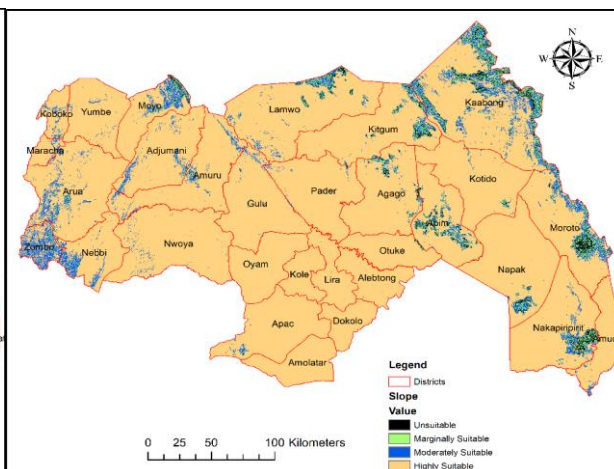 N
W E
S
Kaabong
Koboko Yumbe Moyo Lamwo
Kitgum
Maracha Adjumani
Amuru
Kotido
Arua Pader Agago
Gulu
Abim Moroto
Zombo Nebbi Nwoya
Otuke
Oyam Kole Lira Alebtong
Napak
Apac Dokolo
Nakapiripirit
Amolatar
Legend
Districts
Slope
Value
Unsuitable
Marginally Suitable
Moderately Suitable
Highly Suitable
0 25 50 100 Kilometers